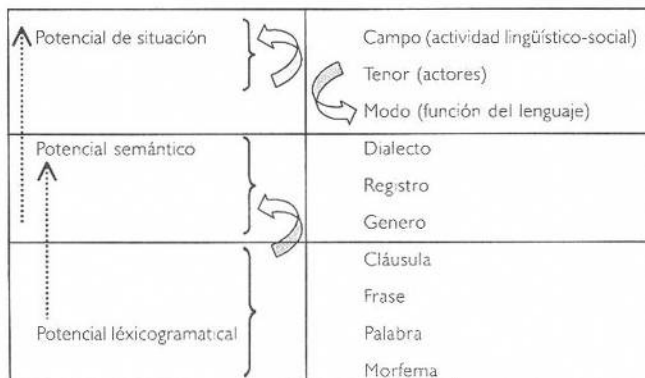 Potencial de situación
Campo (actividad lingüístico-social)
Tenor (actores)
Modo (función del lenguaje)
Potencial semántico
Dialecto
Registro
Genero
Potencial léxicogramatical
Cláusula
Frase
Palabra
Morfema